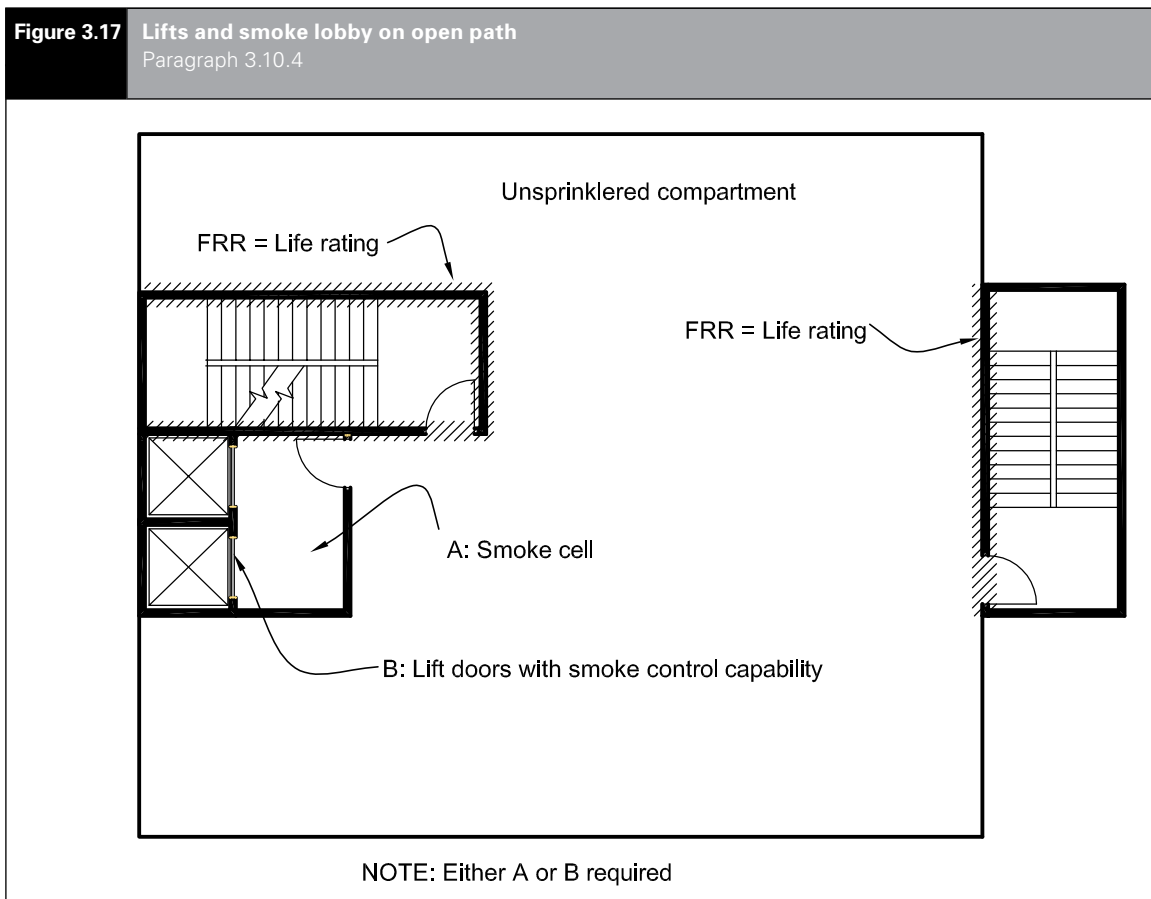 Figure 3.17
Lifts and smoke lobby on open path
Paragraph 3.10.4
Unsprinklered compartment
FRR = Life rating
FRR = Life rating
A: Smoke cell
B: Lift doors with smoke control capability
NOTE: Either A or B required